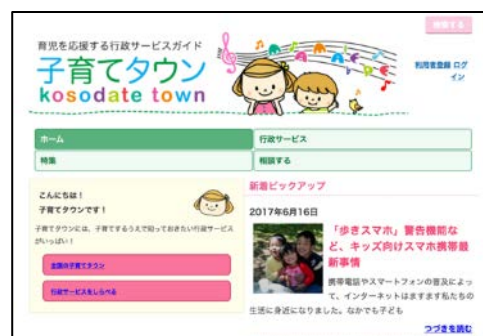 検索する
育児を応援する行政サービスガイド
子育てタウン
kosodate town
利用者登録 ログ
イン
ホーム
行政サービス
特集
相談する
こんにちは！
子育てタウンです！
子育てタウンには、子育てするうえで知っておきたい行政サービス
がいっぱい！
全国の子育てタウン
行政サービスをしらべる
新着ピックアップ
2017年6月16日
「歩きスマホ」警告機能な
ど、キッズ向けスマホ携帯最
新事情
携帯電話やスマートフォンの普及によっ
て、インターネットはますます私たちの
生活に身近になりました。なかでも子ども
つづきを読む